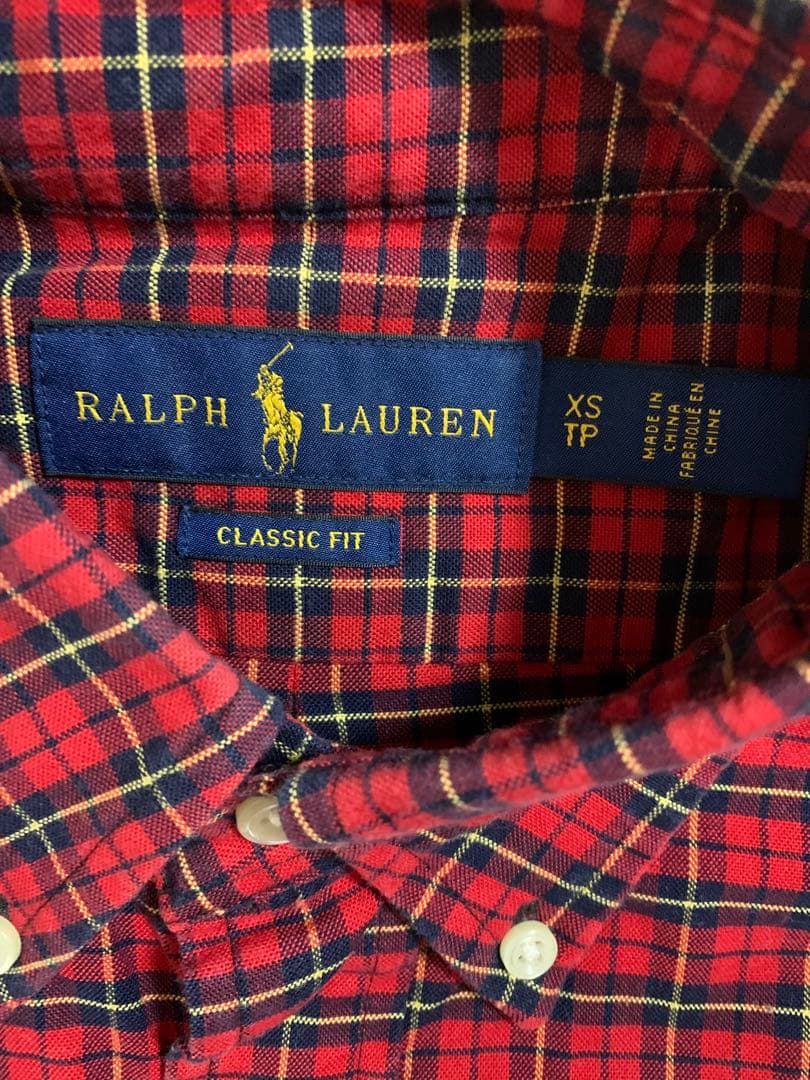 RALPH LAUREN
XS
TP
MADE IN
CHINA
FABRIQUÉ EN
CHINE
CLASSIC FIT